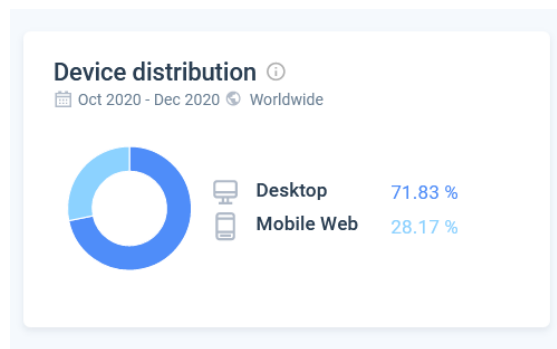 Device distribution
Oct 2020 - Dec 2020 Worldwide
Desktop 71.83 %
Mobile Web 28.17 %